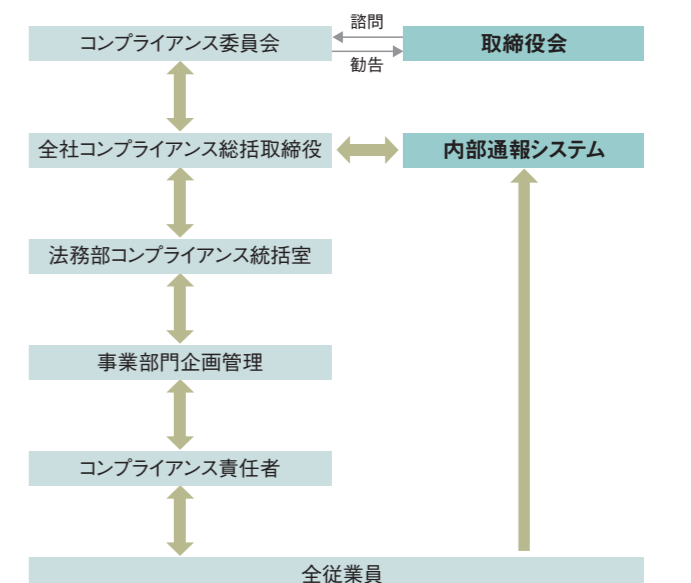 コンプライアンス委員会
諮問
勧告
取締役会
全社コンプライアンス総括取締役
内部通報システム
法務部コンプライアンス統括室
事業部門企画管理
コンプライアンス責任者
全従業員